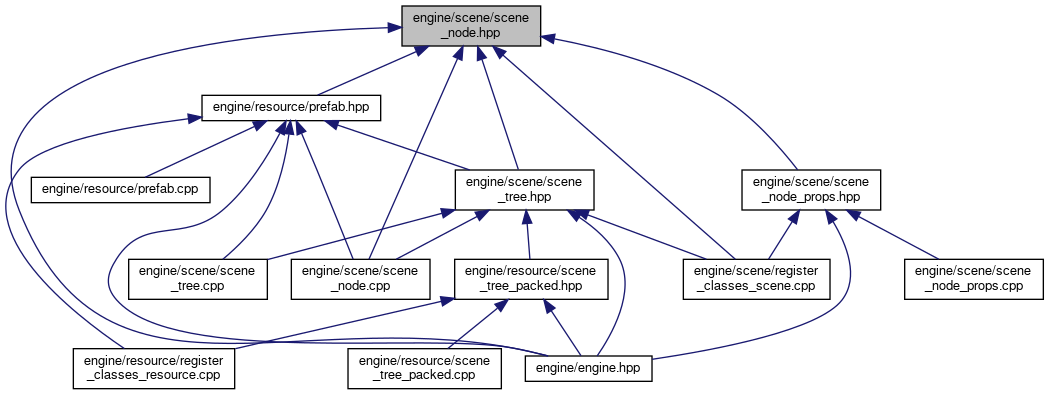 engine/scene/scene
_node.hpp
engine/resource/prefab.hpp
engine/resource/prefab.cpp
engine/scene/scene
_tree.hpp
engine/scene/scene
_node_props.hpp
engine/scene/scene
_tree.cpp
engine/scene/scene
_node.cpp
engine/resource/scene
_tree_packed.hpp
engine/scene/register
_classes_scene.cpp
engine/scene/scene
_node_props.cpp
engine/resource/register
_classes_resource.cpp
engine/resource/scene
_tree_packed.cpp
engine/engine.hpp